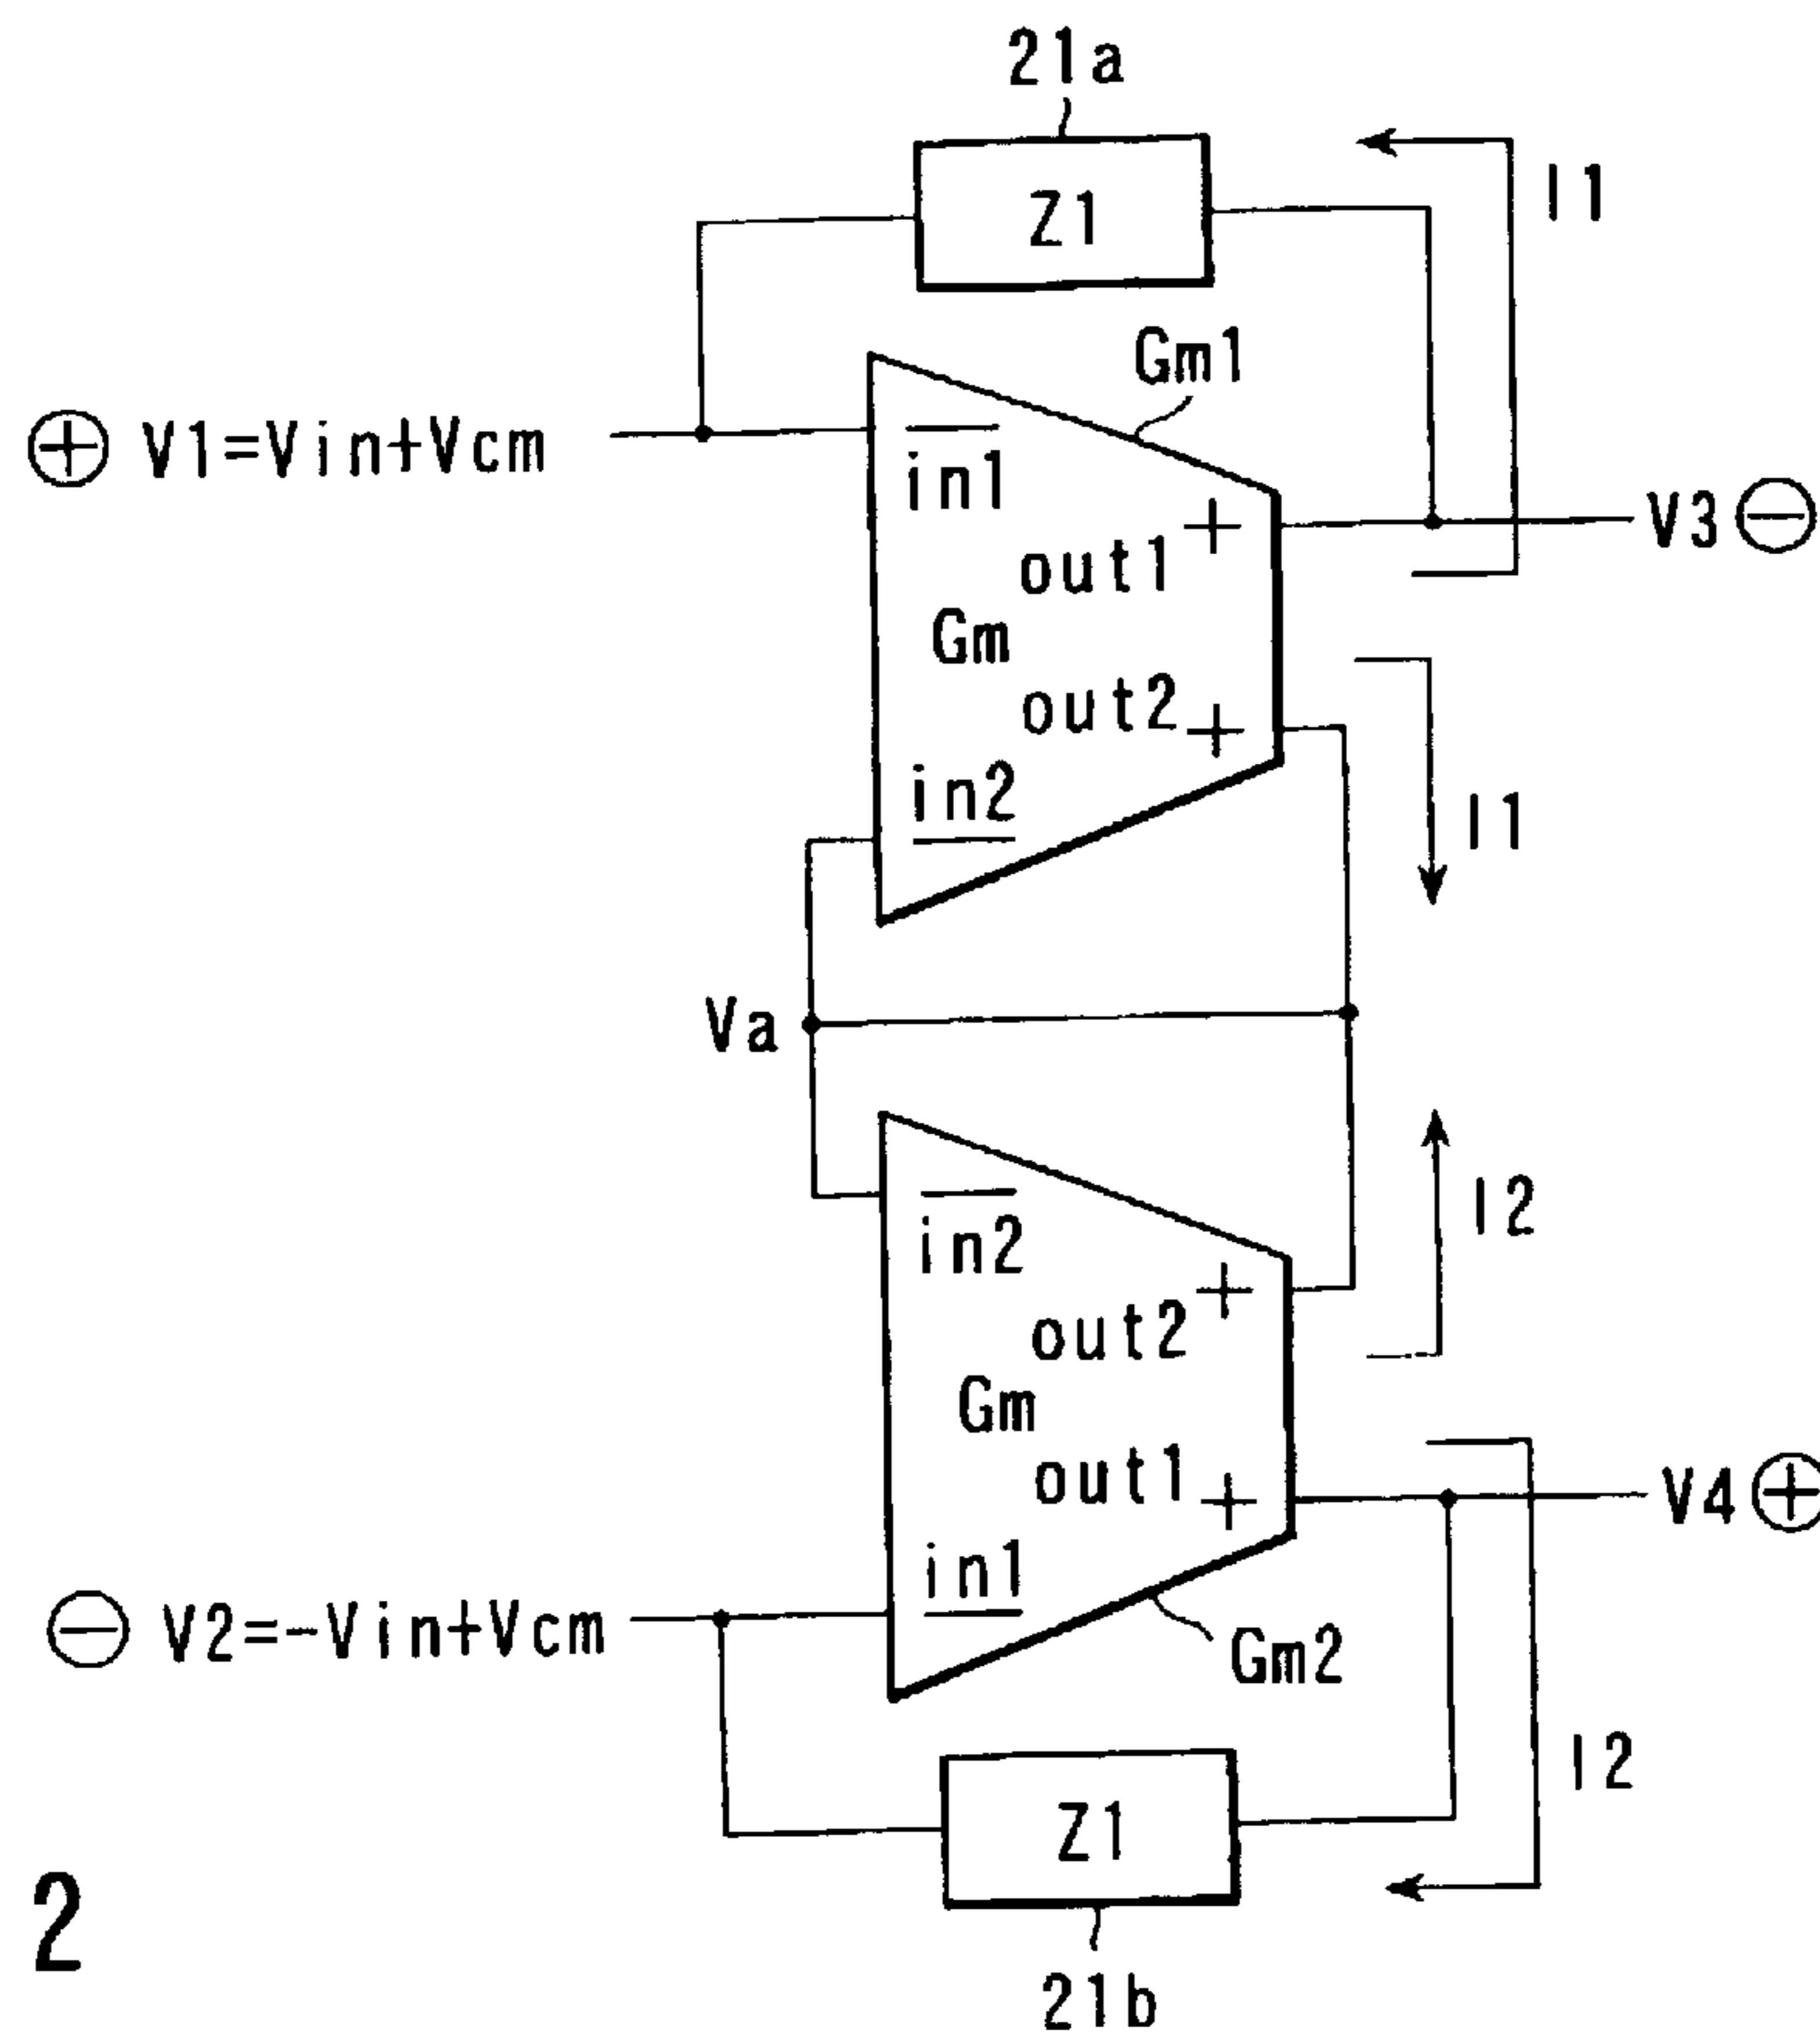 21a
Z1
I1
Gm1
⊕ V1=Vin+Vcm
in1
+
V3 ⊖
out1
Gm
out2 +
in2
I1
Va
in2
+
I2
out2
Gm
out1 +
V4 ⊕
in1
⊖ V2=-Vin+Vcm
Gm2
I2
Z1
2
21b